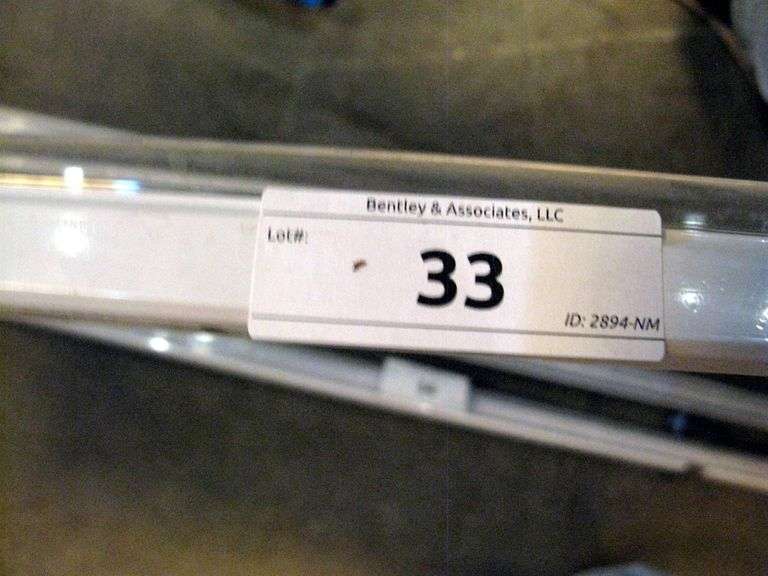 Bentley & Associates, LLC
Lot#:
33
ID: 2894-NM